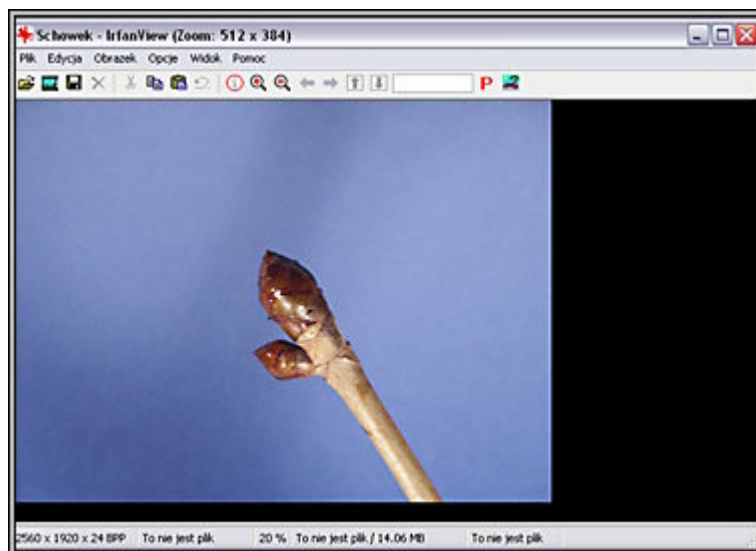 Schowek - IrfanView (Zoom: 512 x 384)
Plik Edycja Obrazek Opcje Widok Pomoc
P
2560 x 1920 x 24 BPP To nie jest plik 20 % To nie jest plik / 14.06 MB To nie jest plik